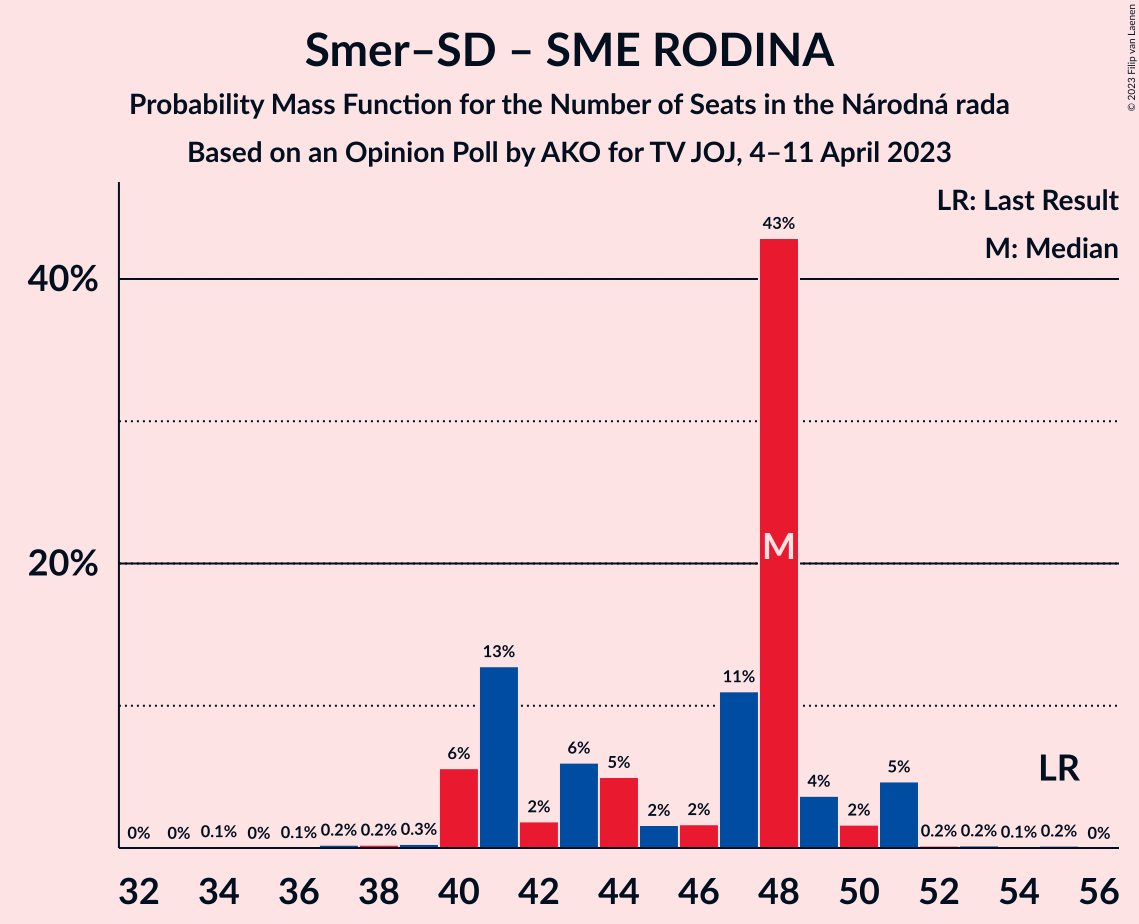 Smer–SD – SME RODINA
Probability Mass Function for the Number of Seats in the Národná rada
Based on an Opinion Poll by AKO for TV JOJ, 4–11 April 2023
© 2023 Filip van Laenen
LR: Last Result
M: Median
40%
20%
0% 0% 0.1% 0% 0.1% 0.2% 0.2% 0.3% 6% 13% 2% 6% 5% 2% 2% 11% 43% 4% 2% 5% 0.2% 0.2% 0.1% 0.2% 0%
M
LR
32 34 36 38 40 42 44 46 48 50 52 54 56